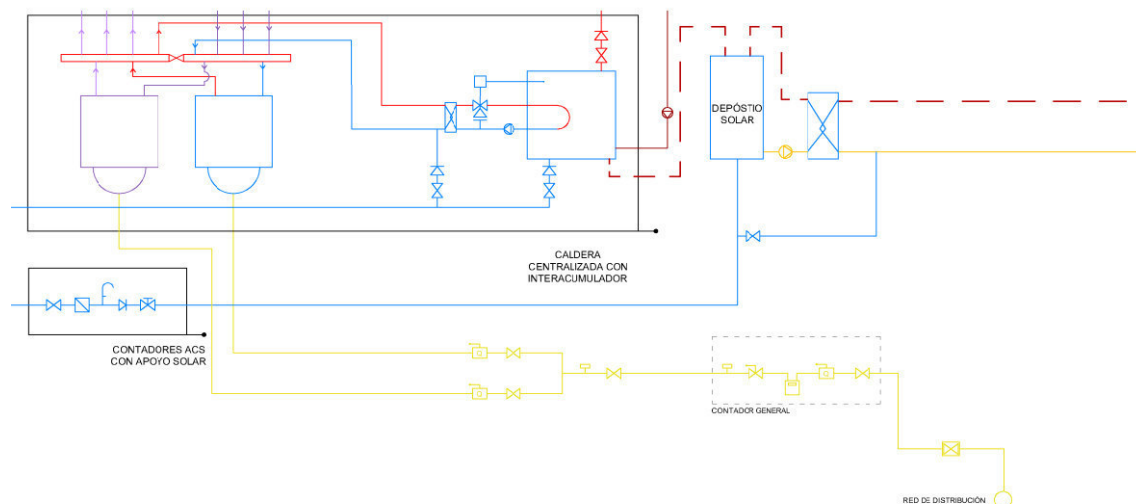 DEPÓSTIO
SOLAR
CALDERA
CENTRALIZADA CON
INTERACUMULADOR
CONTADORES ACS
CON APOYO SOLAR
CONTADOR GENERAL
RED DE DISTRIBUCIÓN